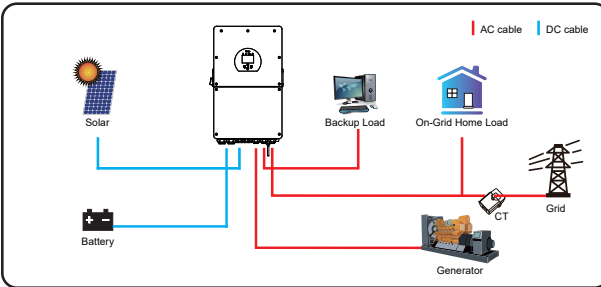 AC cable
DC cable
Solar
Backup Load
On-Grid Home Load
CT
Grid
Battery
Generator